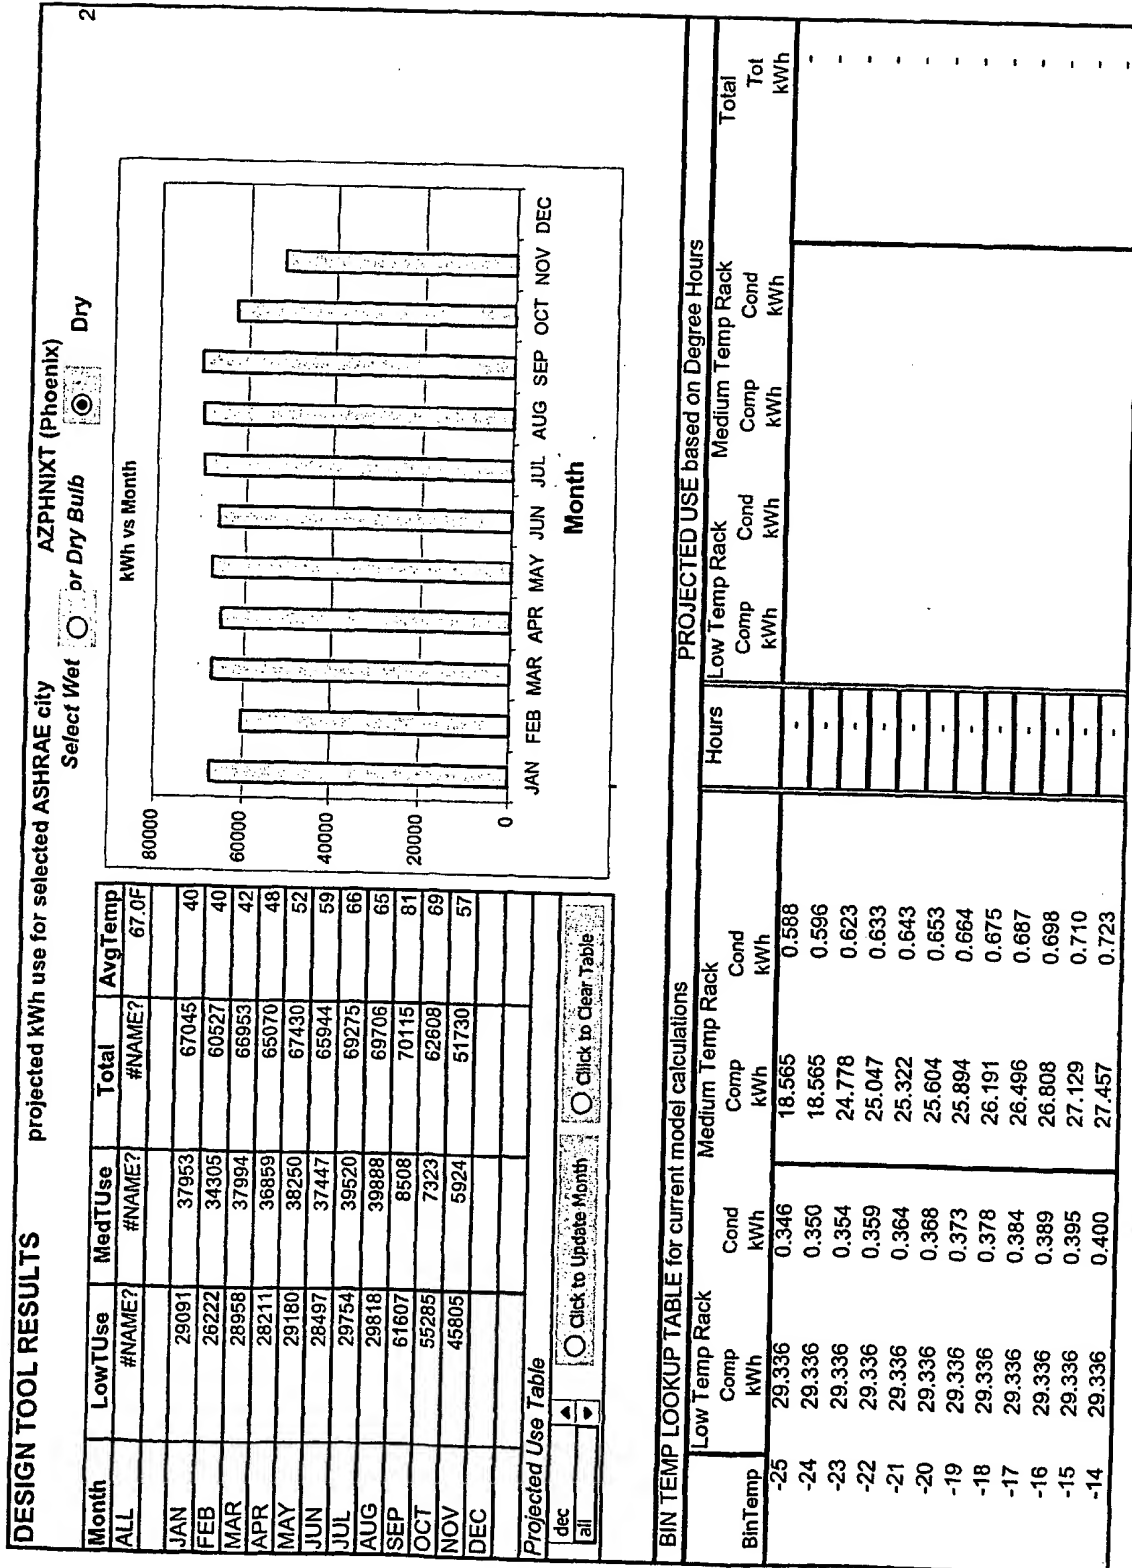 DESIGN TOOL RESULTS projected kWh use for selected ASHRAE city AZPHNIXT (Phoenix) 2
Select Wet or Dry Bulb Dry
Month LowTUse MedTUse Total AvgTemp
ALL #NAME? #NAME? #NAME? 67.0F
JAN 29091 37953 67045 40
FEB 26222 34305 60527 40
MAR 28958 37994 66953 42
APR 28211 36859 65070 48
MAY 29180 38250 67430 52
JUN 28497 37447 65944 59
JUL 29754 39520 69275 66
AUG 29818 39888 69706 65
SEP 61607 8508 70115 81
OCT 55285 7323 62608 69
NOV 45805 5924 51730 57
DEC
Projected Use Table
dec
all
Click to Update Month Click to Clear Table
kWh vs Month
80000
60000
40000
20000
0
JAN FEB MAR APR MAY JUN JUL AUG SEP OCT NOV DEC
Month
BIN TEMP LOOKUP TABLE for current model calculations PROJECTED USE based on Degree Hours
Low Temp Rack Medium Temp Rack Hours Low Temp Rack Medium Temp Rack Total
BinTemp Comp Cond Comp Cond Comp Cond Comp Cond Tot
kWh kWh kWh kWh kWh kWh kWh kWh kWh
-25 29.336 0.346 18.565 0.588 - -
-24 29.336 0.350 18.565 0.596 - -
-23 29.336 0.354 24.778 0.623 - -
-22 29.336 0.359 25.047 0.633 - -
-21 29.336 0.364 25.322 0.643 - -
-20 29.336 0.368 25.604 0.653 - -
-19 29.336 0.373 25.894 0.664 - -
-18 29.336 0.378 26.191 0.675 - -
-17 29.336 0.384 26.496 0.687 - -
-16 29.336 0.389 26.808 0.698 - -
-15 29.336 0.395 27.129 0.710 - -
-14 29.336 0.400 27.457 0.723 - -